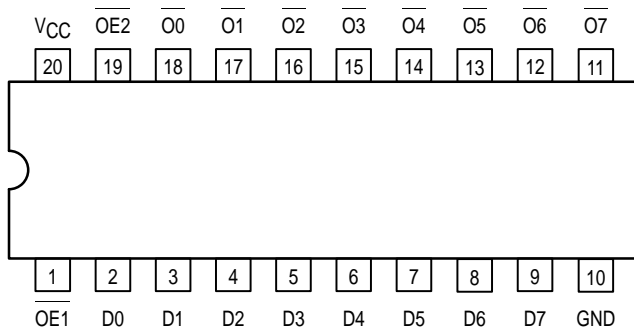 VCC OE2 O0 O1 O2 O3 O4 O5 O6 O7
20 19 18 17 16 15 14 13 12 11
1 2 3 4 5 6 7 8 9 10
OE1 D0 D1 D2 D3 D4 D5 D6 D7 GND